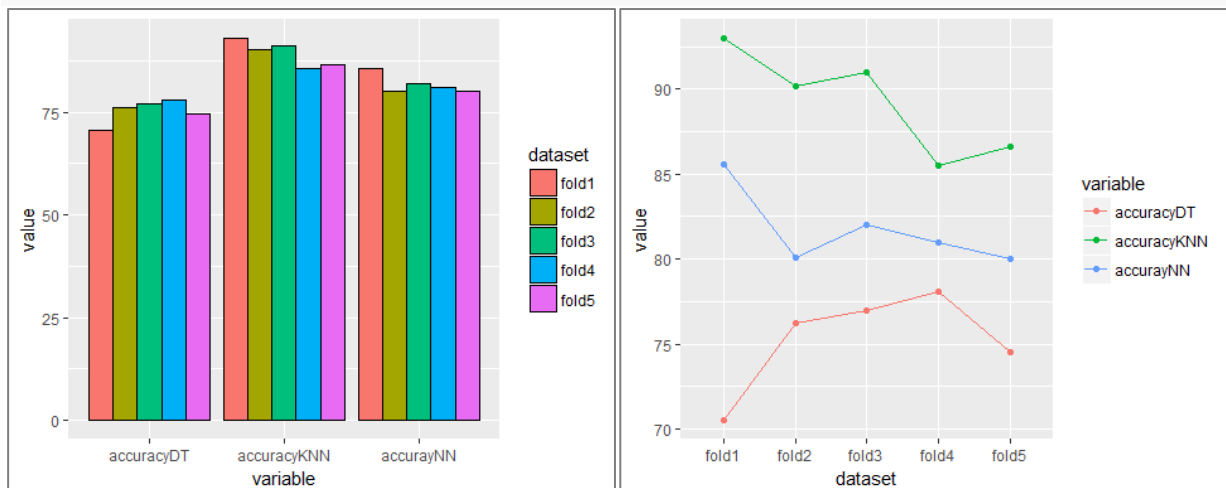 75
50
25
0
value
accuracyDT accuracyKNN accurayNN
variable
dataset
fold1
fold2
fold3
fold4
fold5
90
85
80
75
70
value
fold1 fold2 fold3 fold4 fold5
dataset
variable
accuracyDT
accuracyKNN
accurayNN